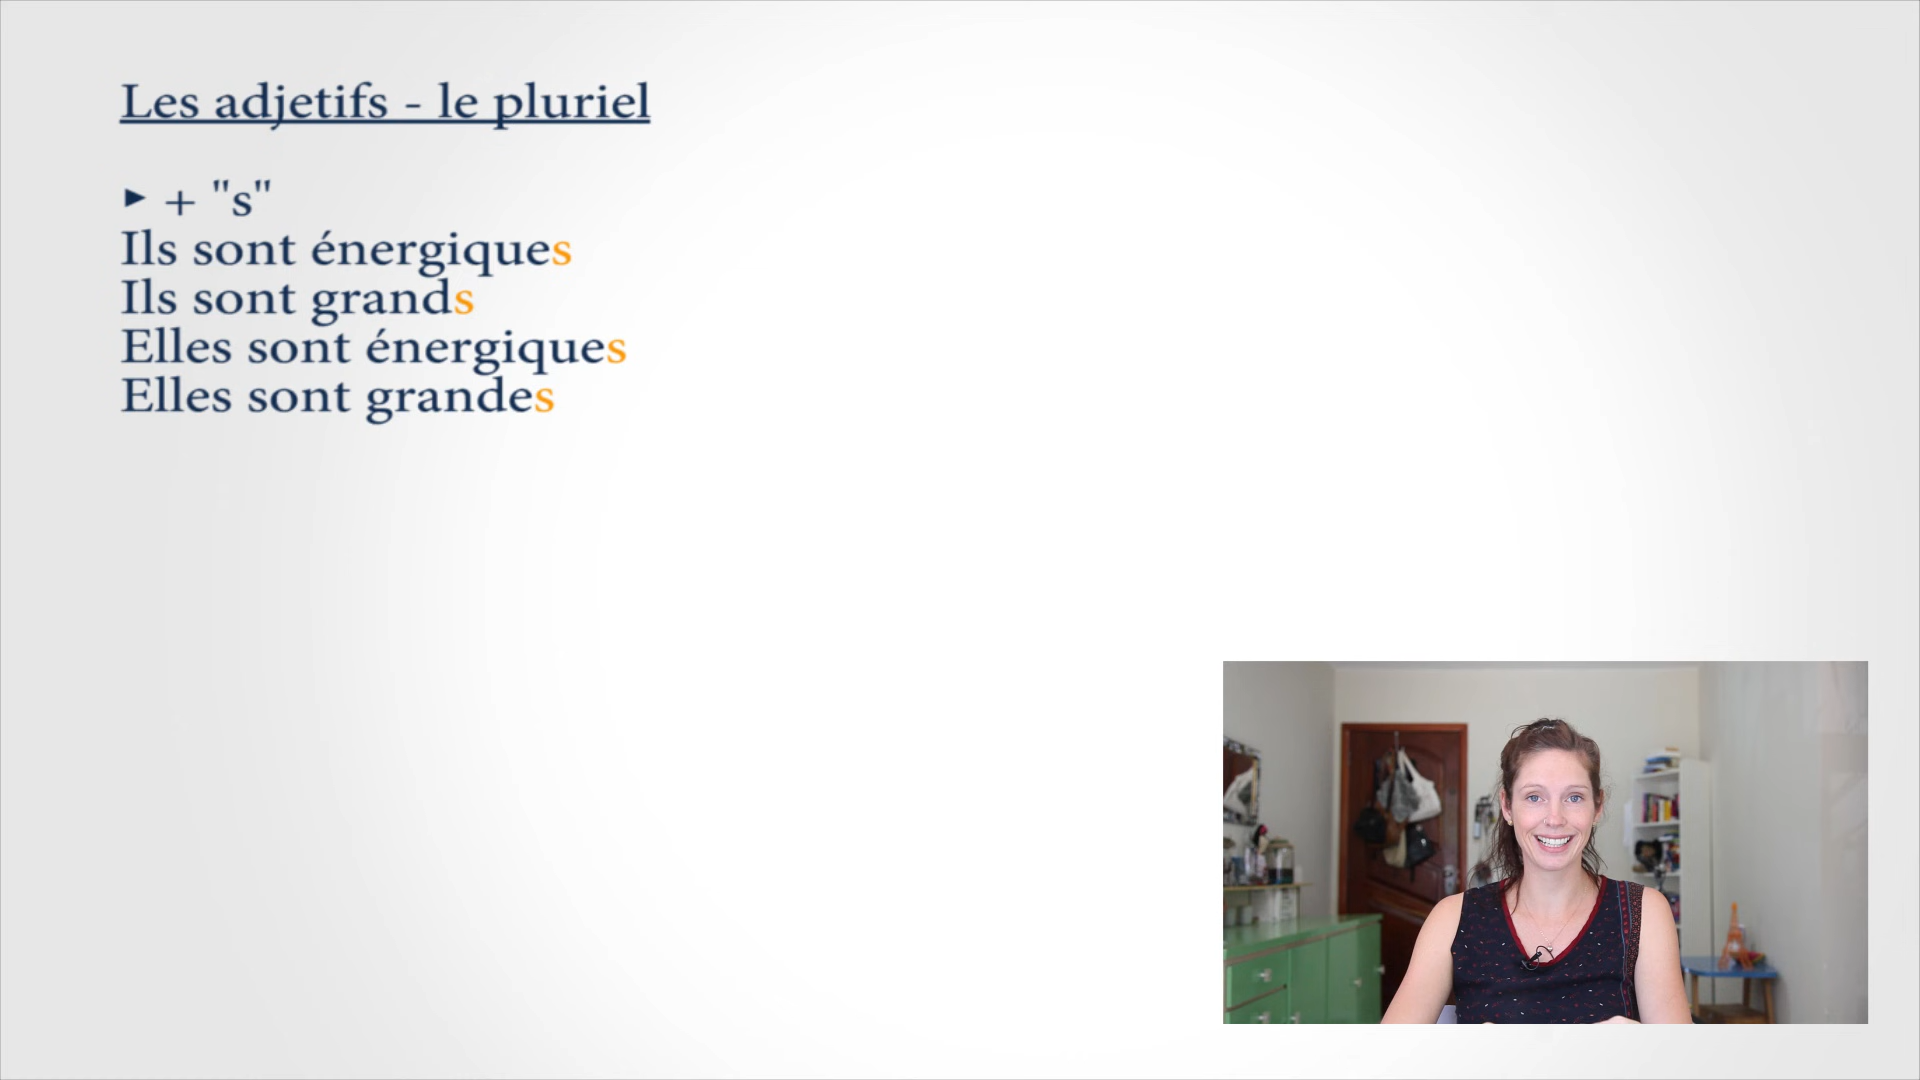 Les adjetifs - le pluriel
► + "s"
Ils sont énergiques
Ils sont grands
Elles sont énergiques
Elles sont grandes